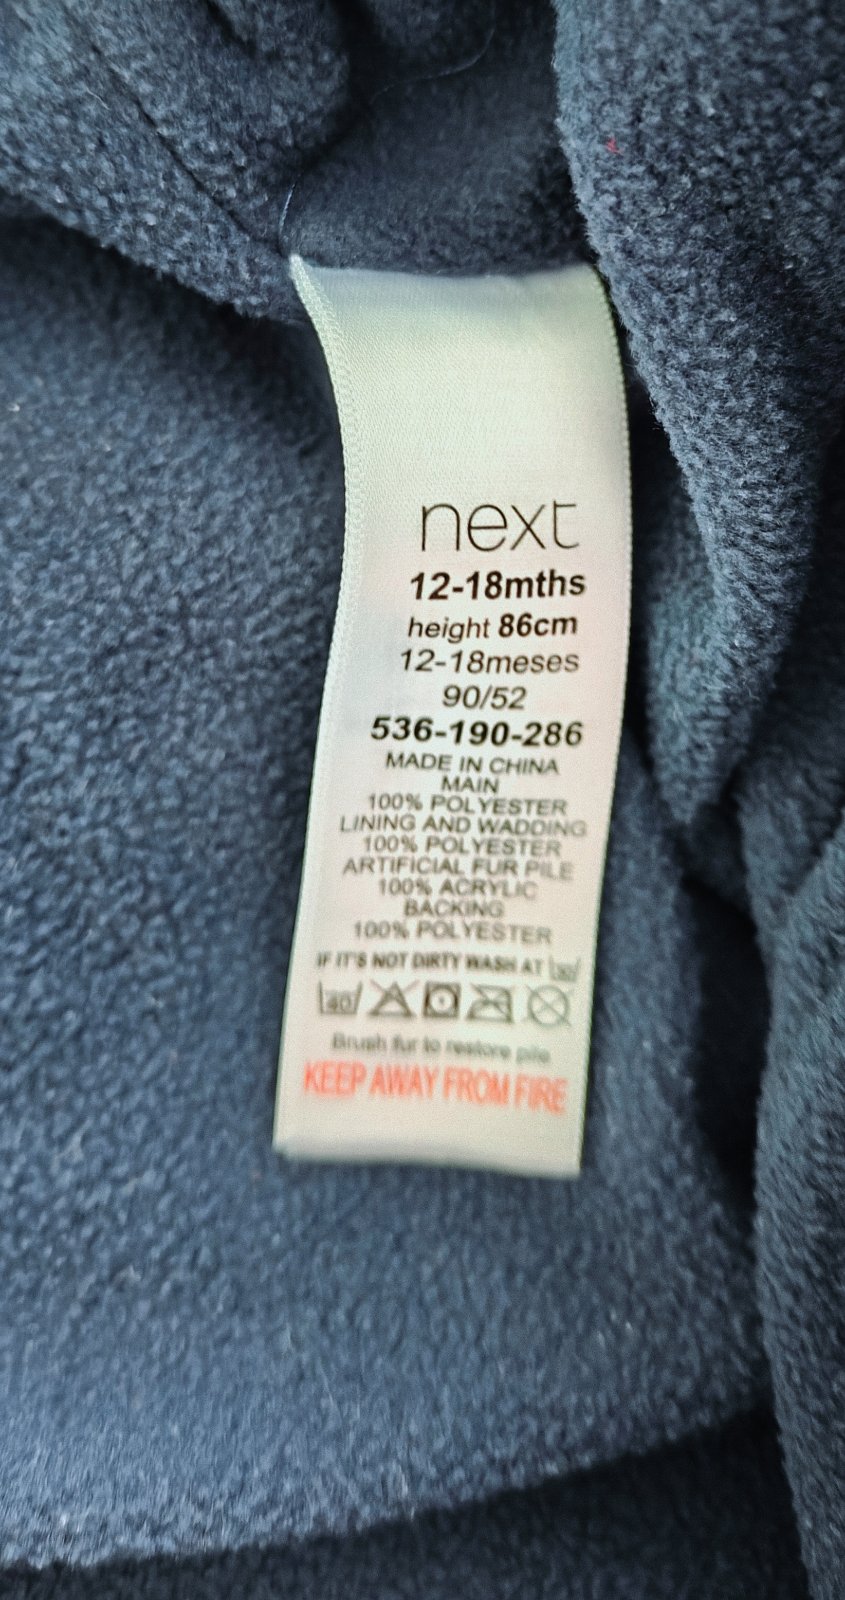 next
12-18mths
height 86cm
12-18meses
90/52
536-190-286
MADE IN CHINA
MAIN
100% POLYESTER
LINING AND WADDING
100% POLYESTER
ARTIFICIAL FUR PILE
100% ACRYLIC
BACKING
100% POLYESTER
IF IT'S NOT DIRTY WASH AT 30
40
Brush fur to restore pile
KEEP AWAY FROM FIRE